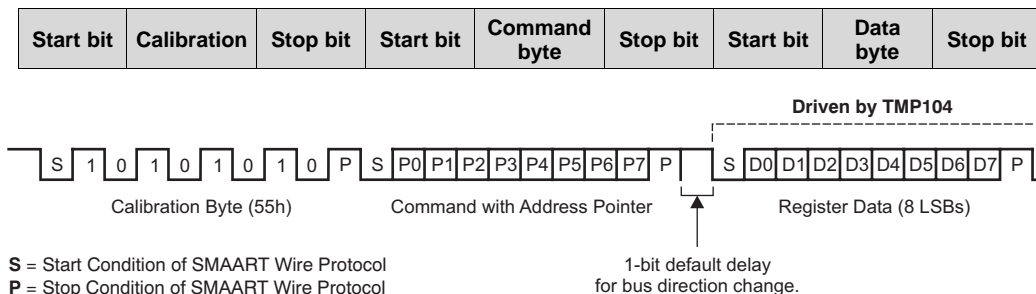 Start bit Calibration Stop bit Start bit Command byte Stop bit Start bit Data byte Stop bit
Driven by TMP104
S 1 0 1 0 1 0 1 0 P S P0 P1 P2 P3 P4 P5 P6 P7 P S D0 D1 D2 D3 D4 D5 D6 D7 P
Calibration Byte (55h) Command with Address Pointer Register Data (8 LSBs)
S = Start Condition of SMAART Wire Protocol
P = Stop Condition of SMAART Wire Protocol
1-bit default delay
for bus direction change.